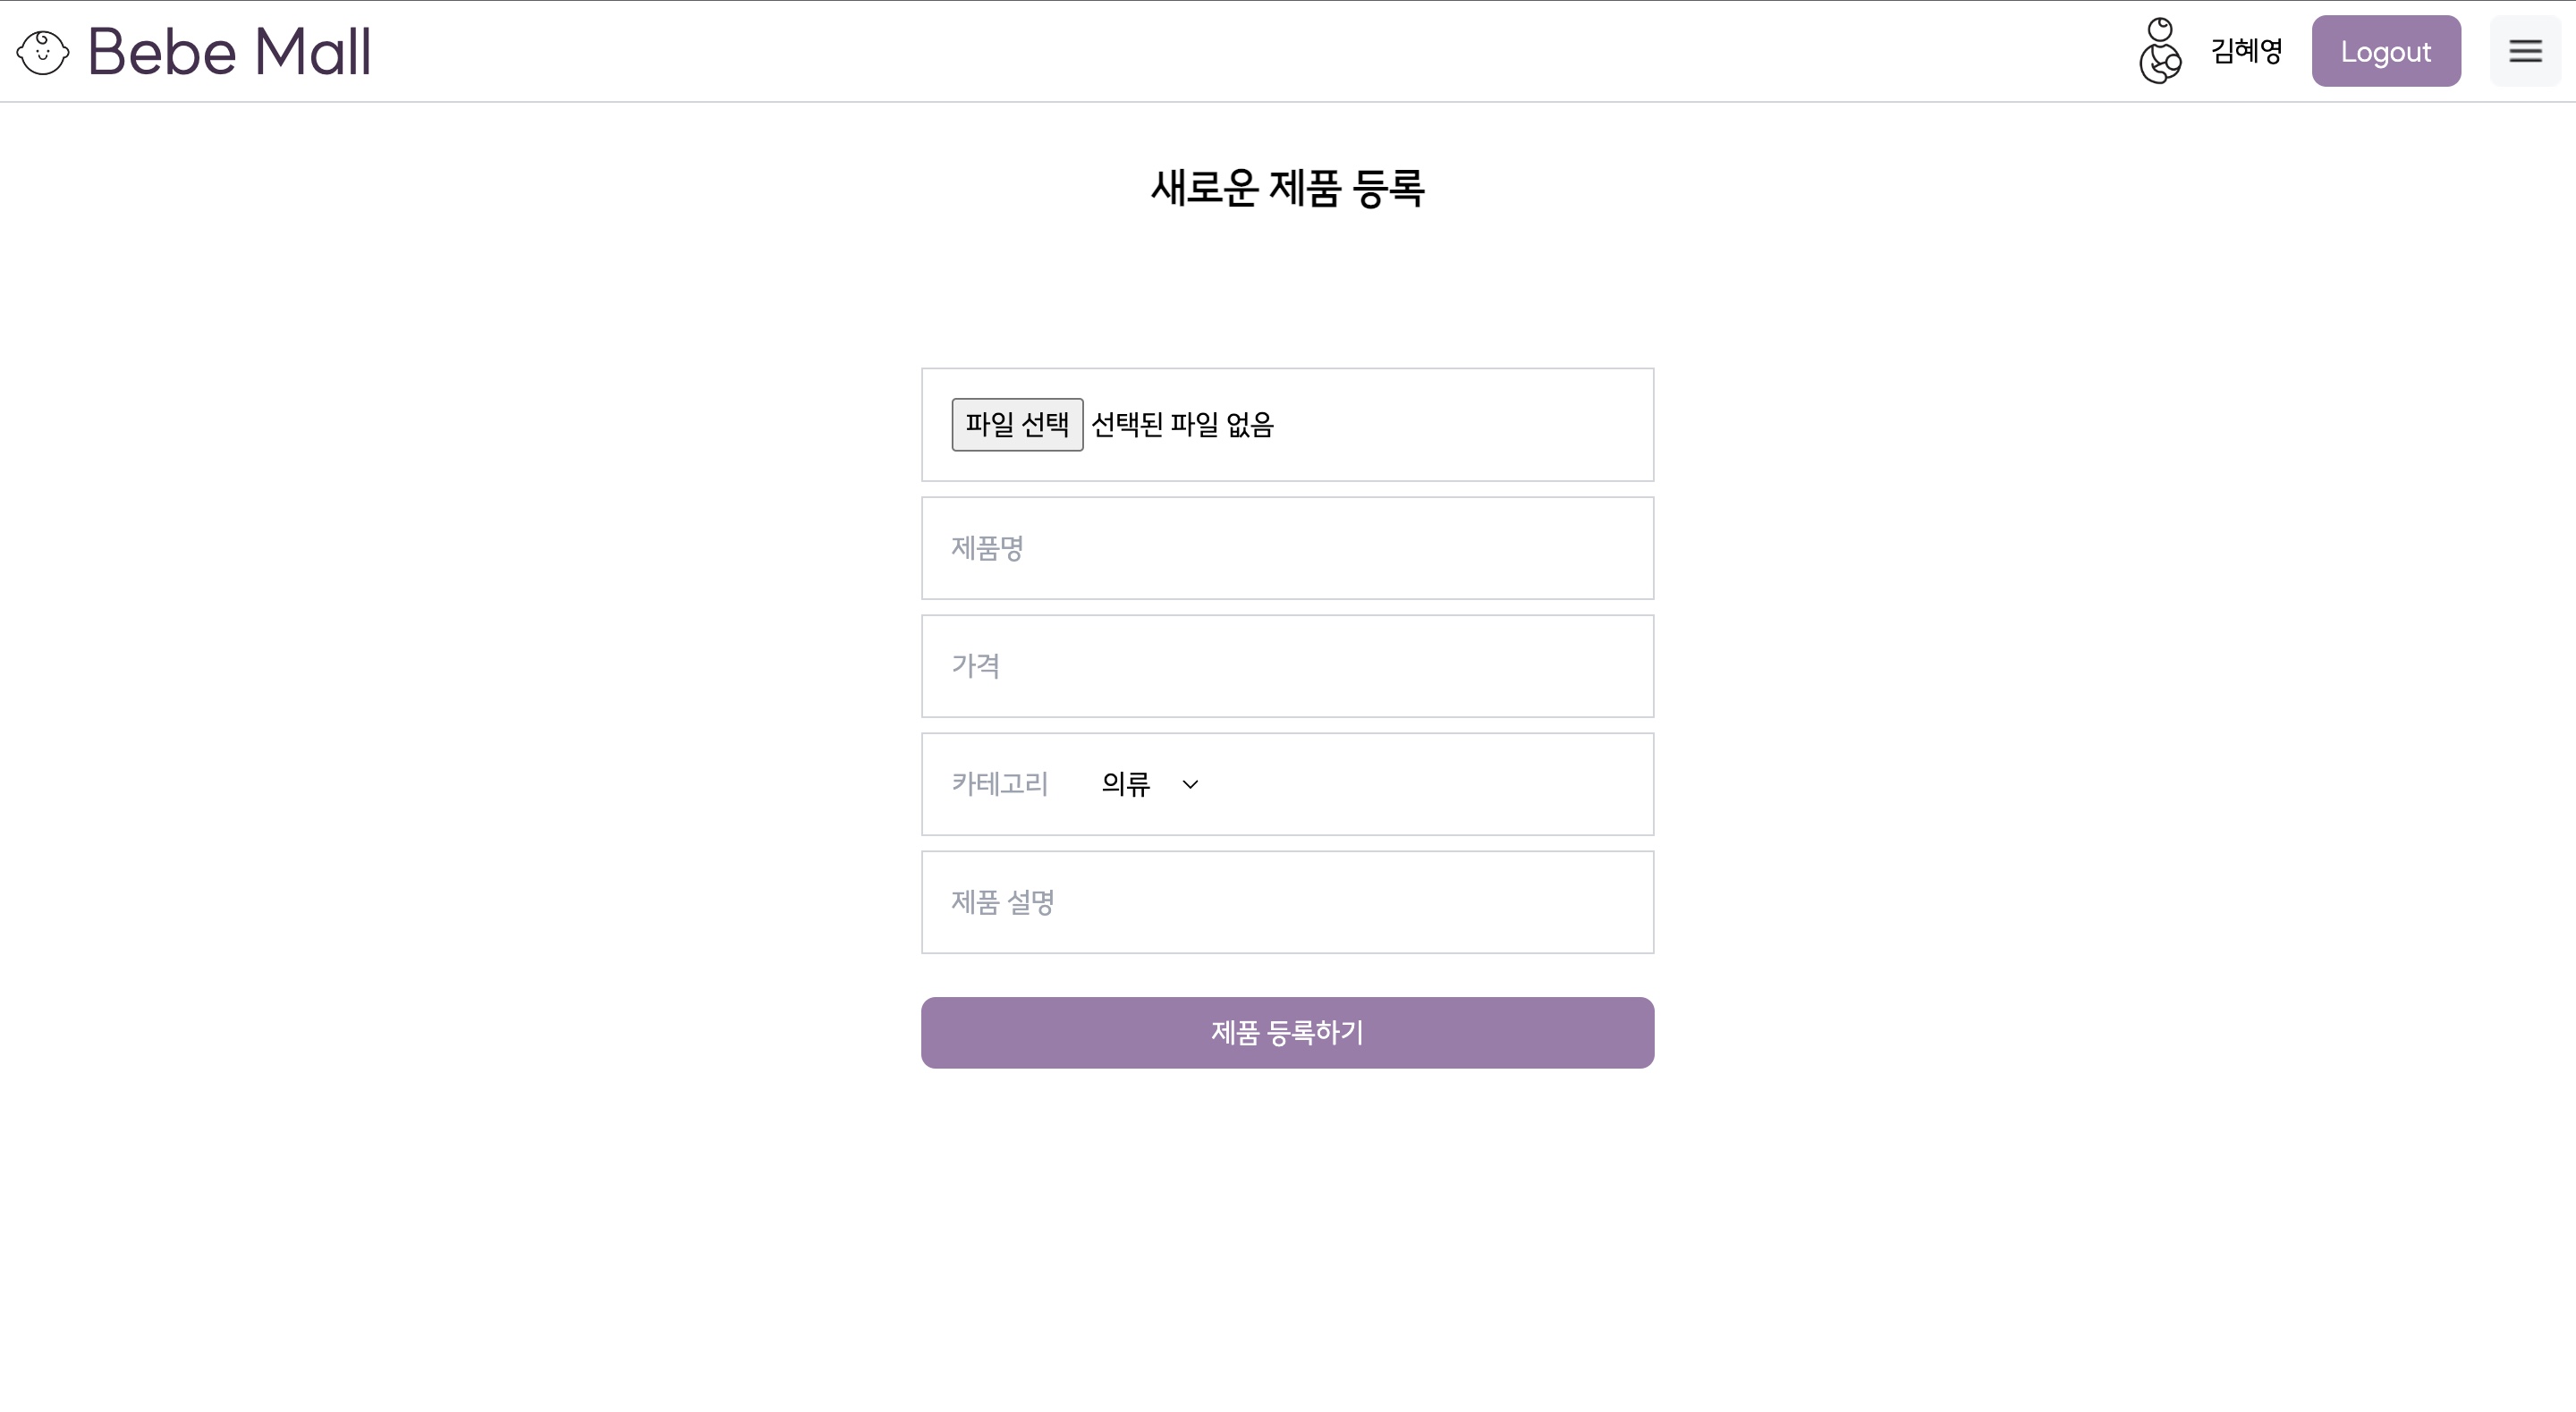 Bebe Mall
김혜영
Logout
새로운 제품 등록
파일 선택 선택된 파일 없음
제품명
가격
카테고리 의류
제품 설명
제품 등록하기